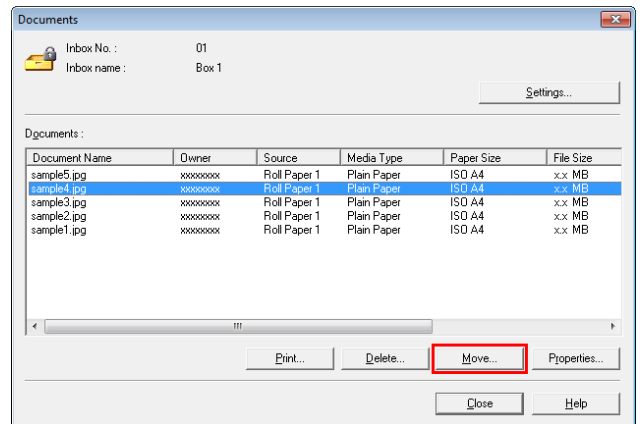 Documents
Inbox No. : 01
Inbox name : Box 1
Settings...
Documents :
Document Name Owner Source Media Type Paper Size File Size
sample5.jpg xxxxxxxx Roll Paper 1 Plain Paper ISO A4 x.x MB
sample4.jpg xxxxxxxx Roll Paper 1 Plain Paper ISO A4 x.x MB
sample3.jpg xxxxxxxx Roll Paper 1 Plain Paper ISO A4 x.x MB
sample2.jpg xxxxxxxx Roll Paper 1 Plain Paper ISO A4 x.x MB
sample1.jpg xxxxxxxx Roll Paper 1 Plain Paper ISO A4 x.x MB
Print... Delete... Move... Properties...
Close Help